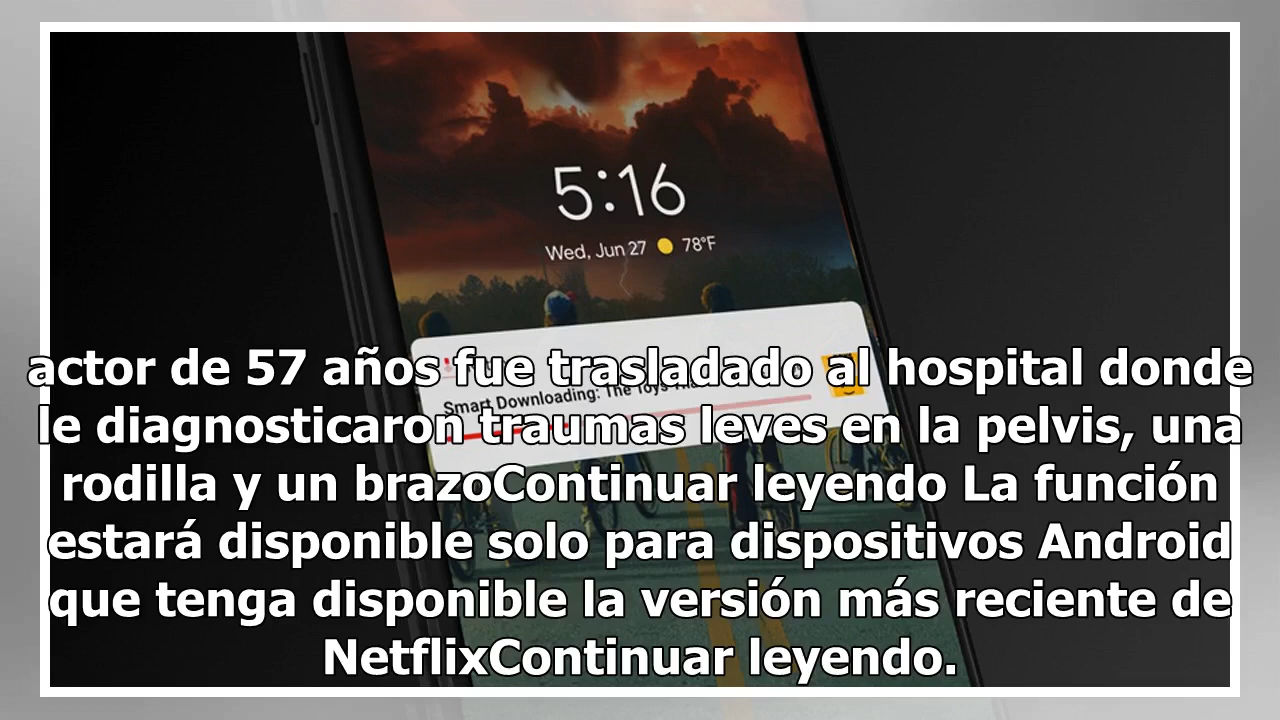 5:16
Wed, Jun 27 78°F
Smart Downloading: The Toys
actor de 57 años fue trasladado al hospital donde
le diagnosticaron traumas leves en la pelvis, una
rodilla y un brazoContinuar leyendo La función
estará disponible solo para dispositivos Android
que tenga disponible la versión más reciente de
NetflixContinuar leyendo.